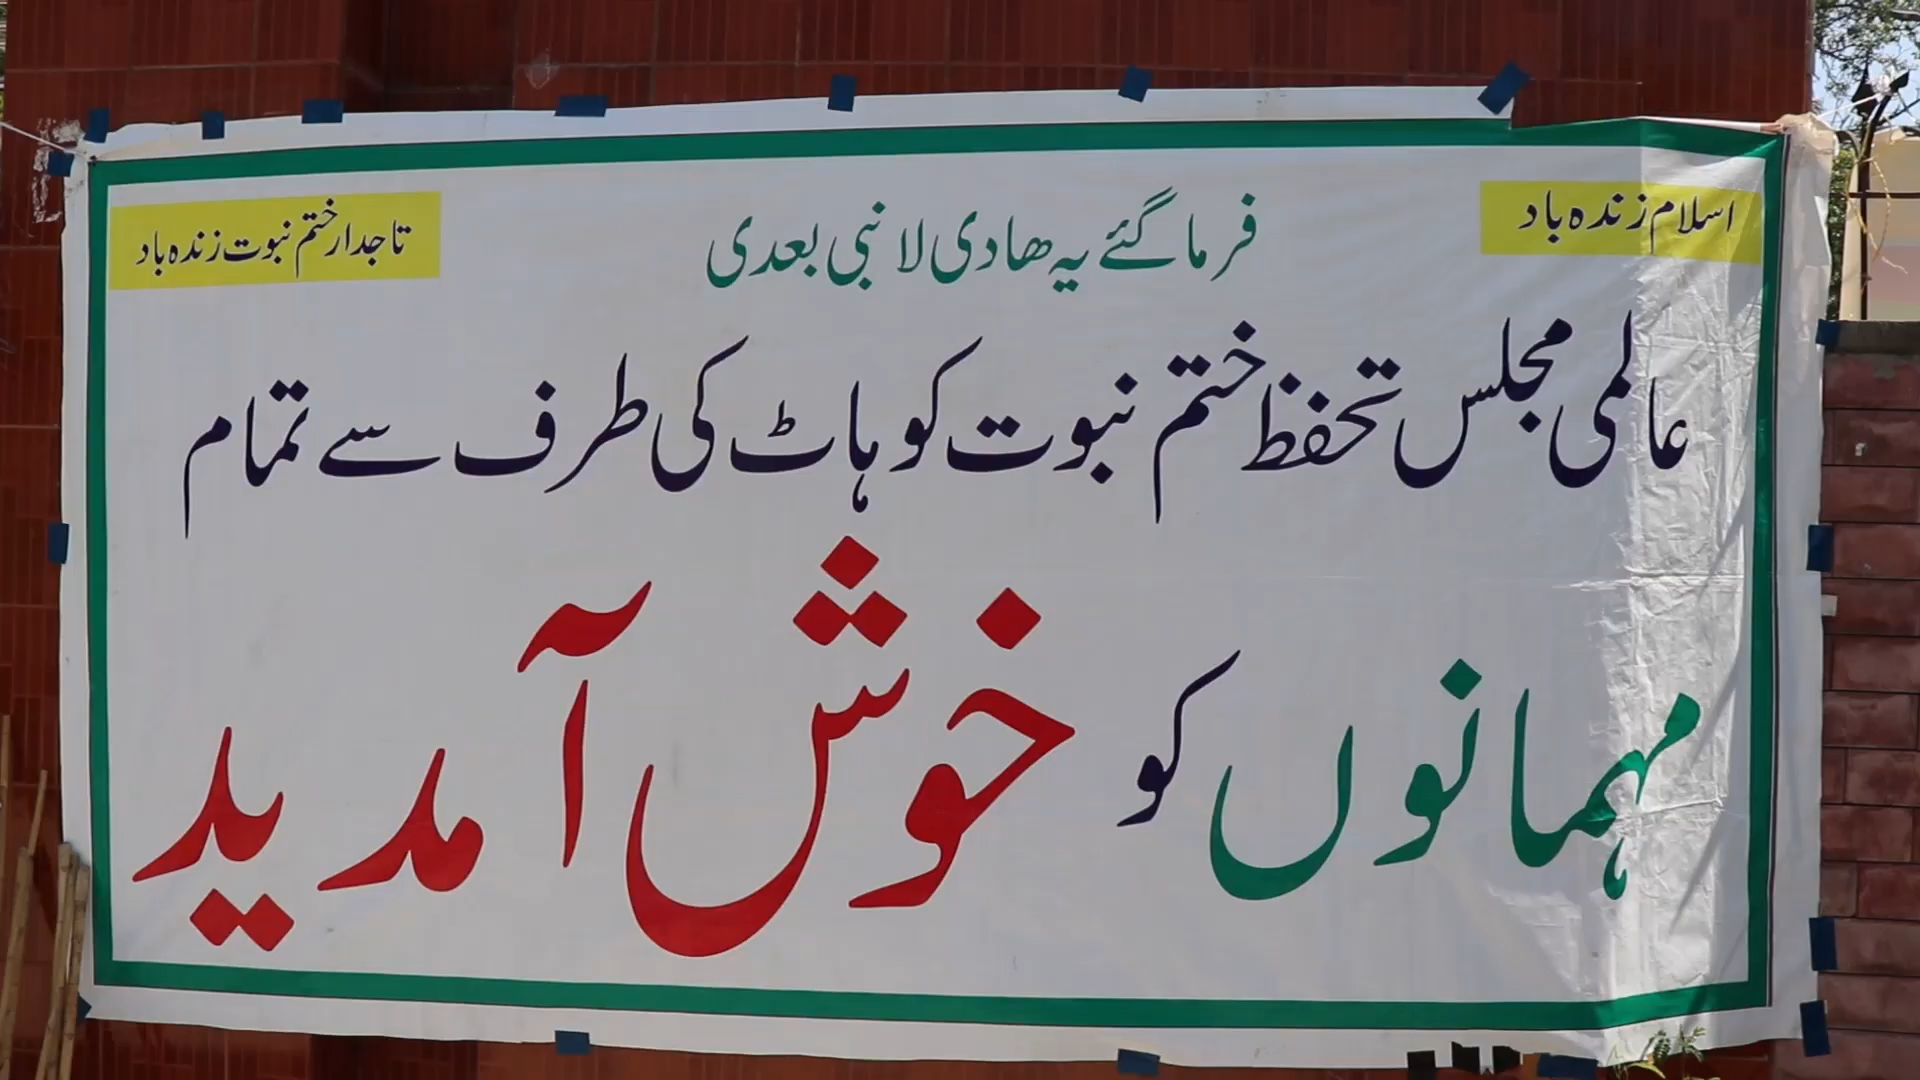 اسلام زندہ باد
فرما گئے یہ ھادی لا نبی بعدی
تاجدار ختم نبوت زندہ باد
عالمی مجلس تحفظ ختم نبوت کوہاٹ کی طرف سے تمام
مہمانوں کو خوش آمدید